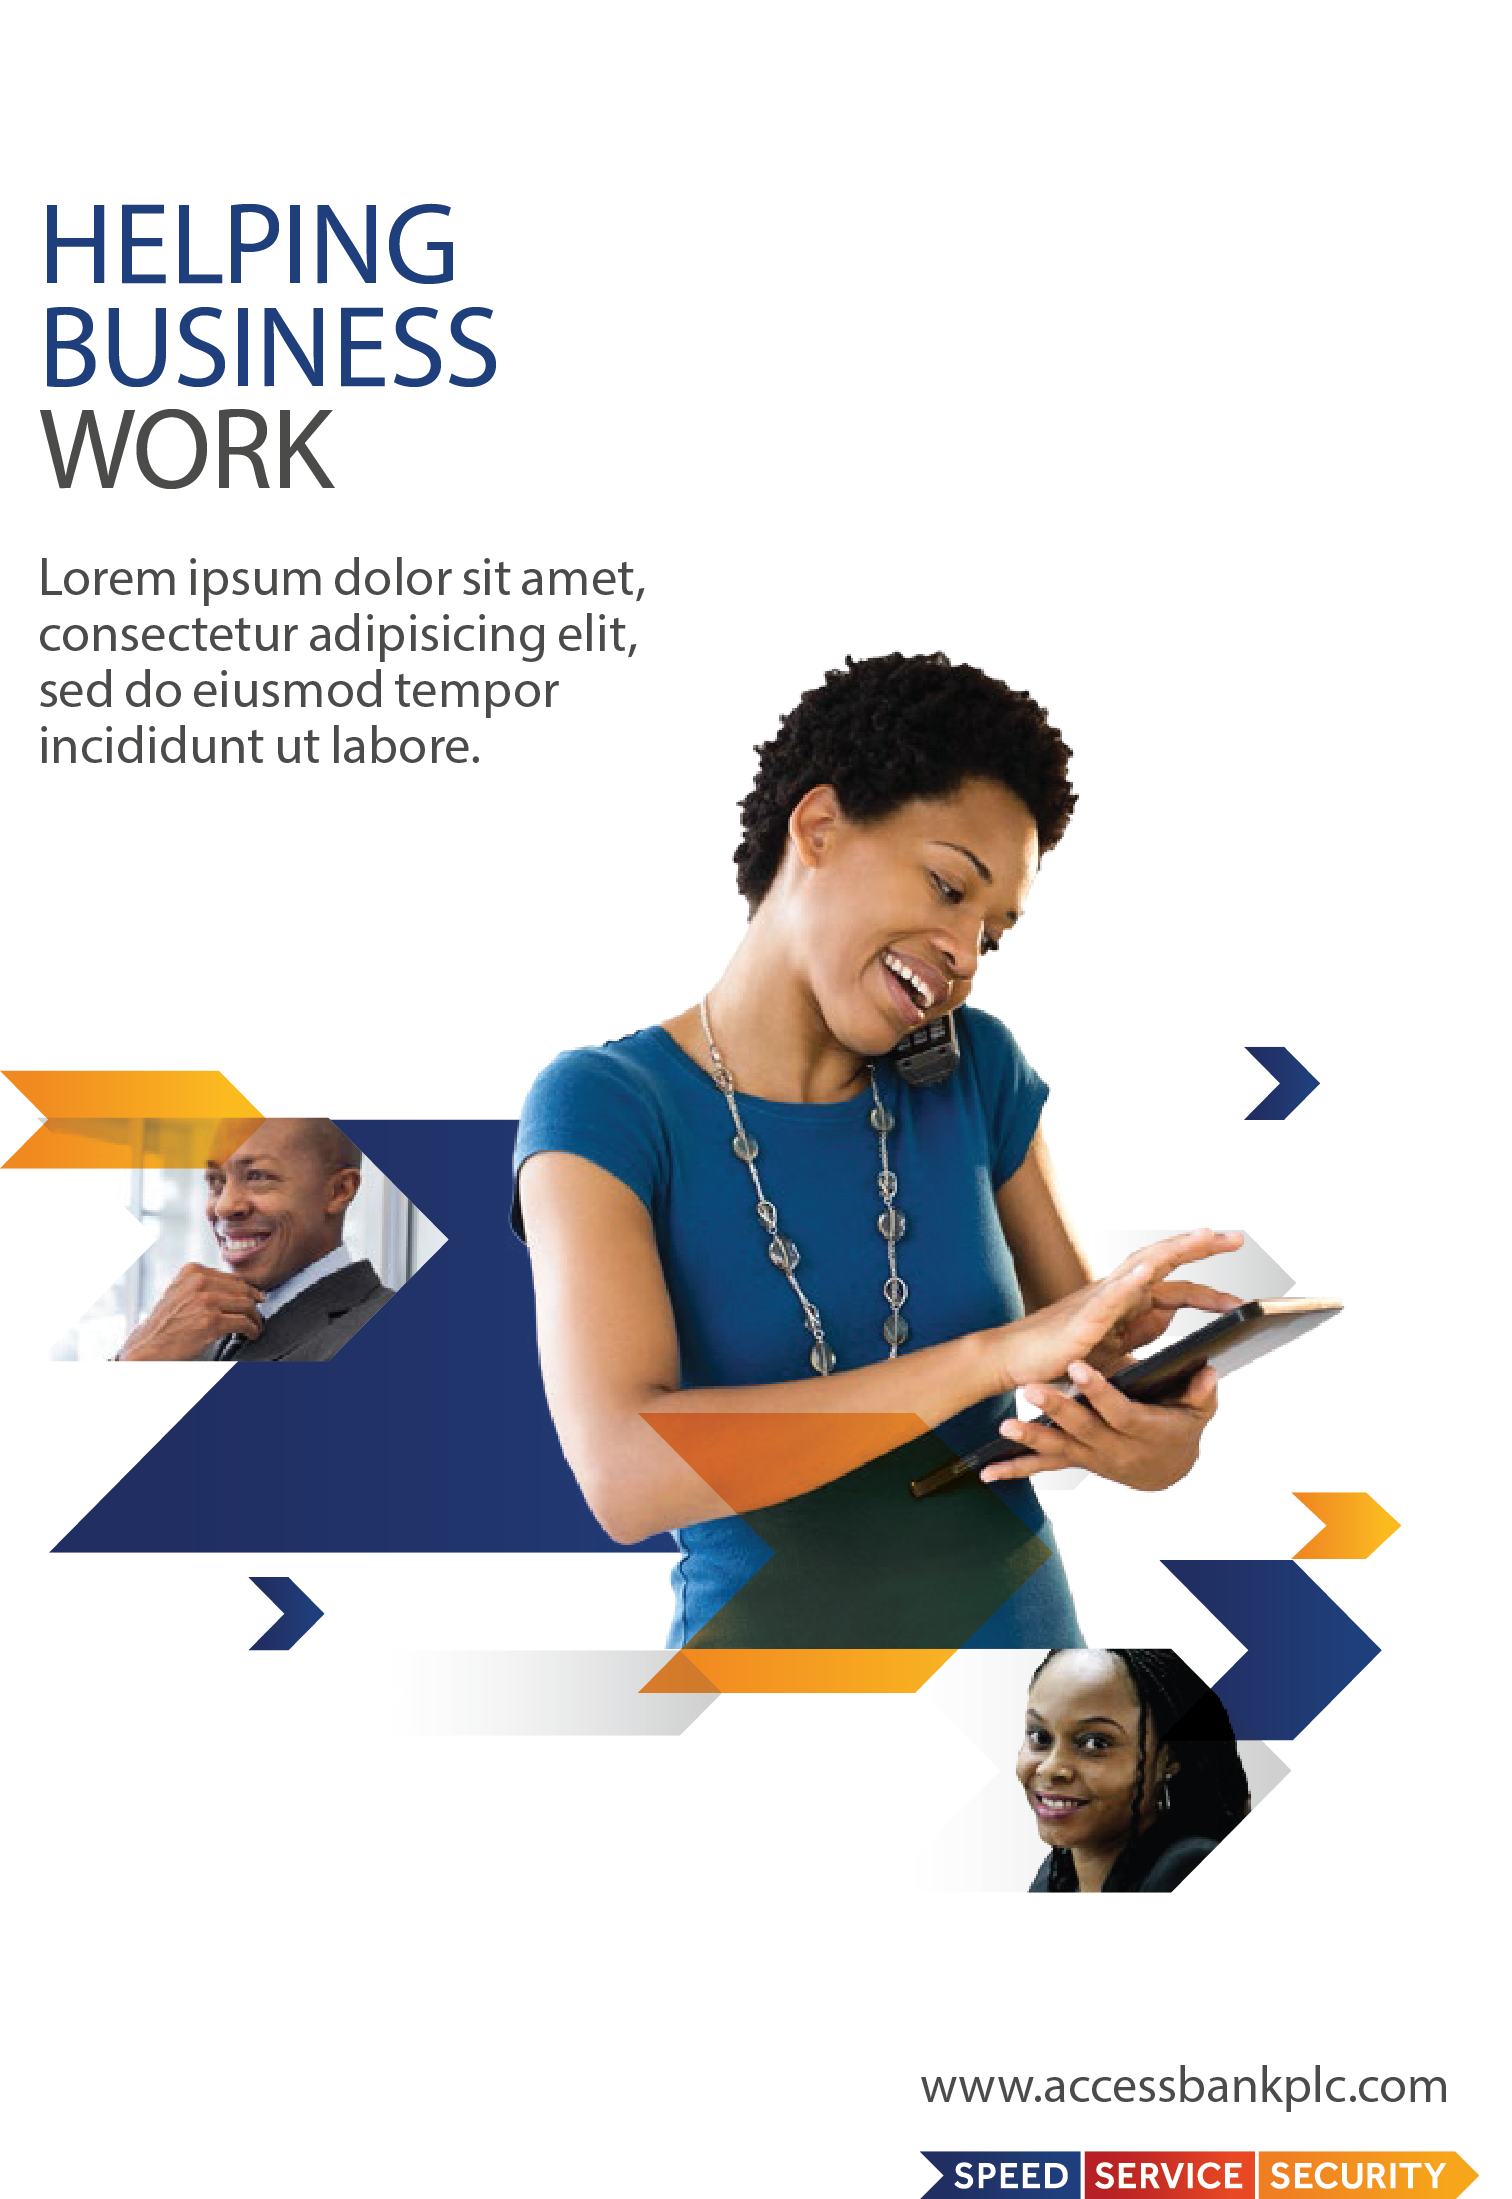 HELPING
BUSINESS
WORK
Lorem ipsum dolor sit amet,
consectetur adipisicing elit,
sed do eiusmod tempor
incididunt ut labore.
www.accessbankplc.com
SPEED SERVICE SECURITY